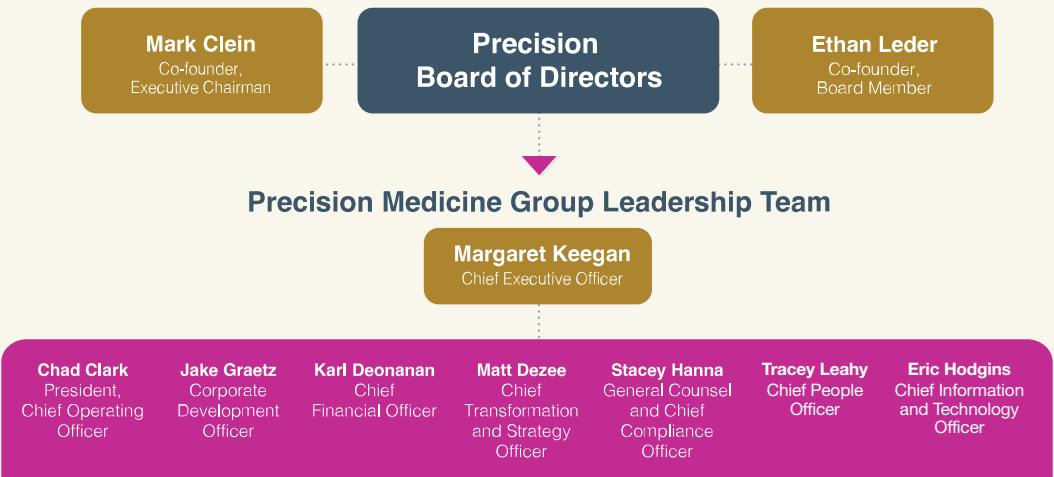 Mark Clein
Co-founder,
Executive Chairman
Precision
Board of Directors
Ethan Leder
Co-founder,
Board Member
Precision Medicine Group Leadership Team
Margaret Keegan
Chief Executive Officer
Chad Clark
President,
Chief Operating
Officer
Jake Graetz
Corporate
Development
Officer
Karl Deonanan
Chief
Financial Officer
Matt Dezee
Chief
Transformation
and Strategy
Officer
Stacey Hanna
General Counsel
and Chief
Compliance
Officer
Tracey Leahy
Chief People
Officer
Eric Hodgins
Chief Information
and Technology
Officer